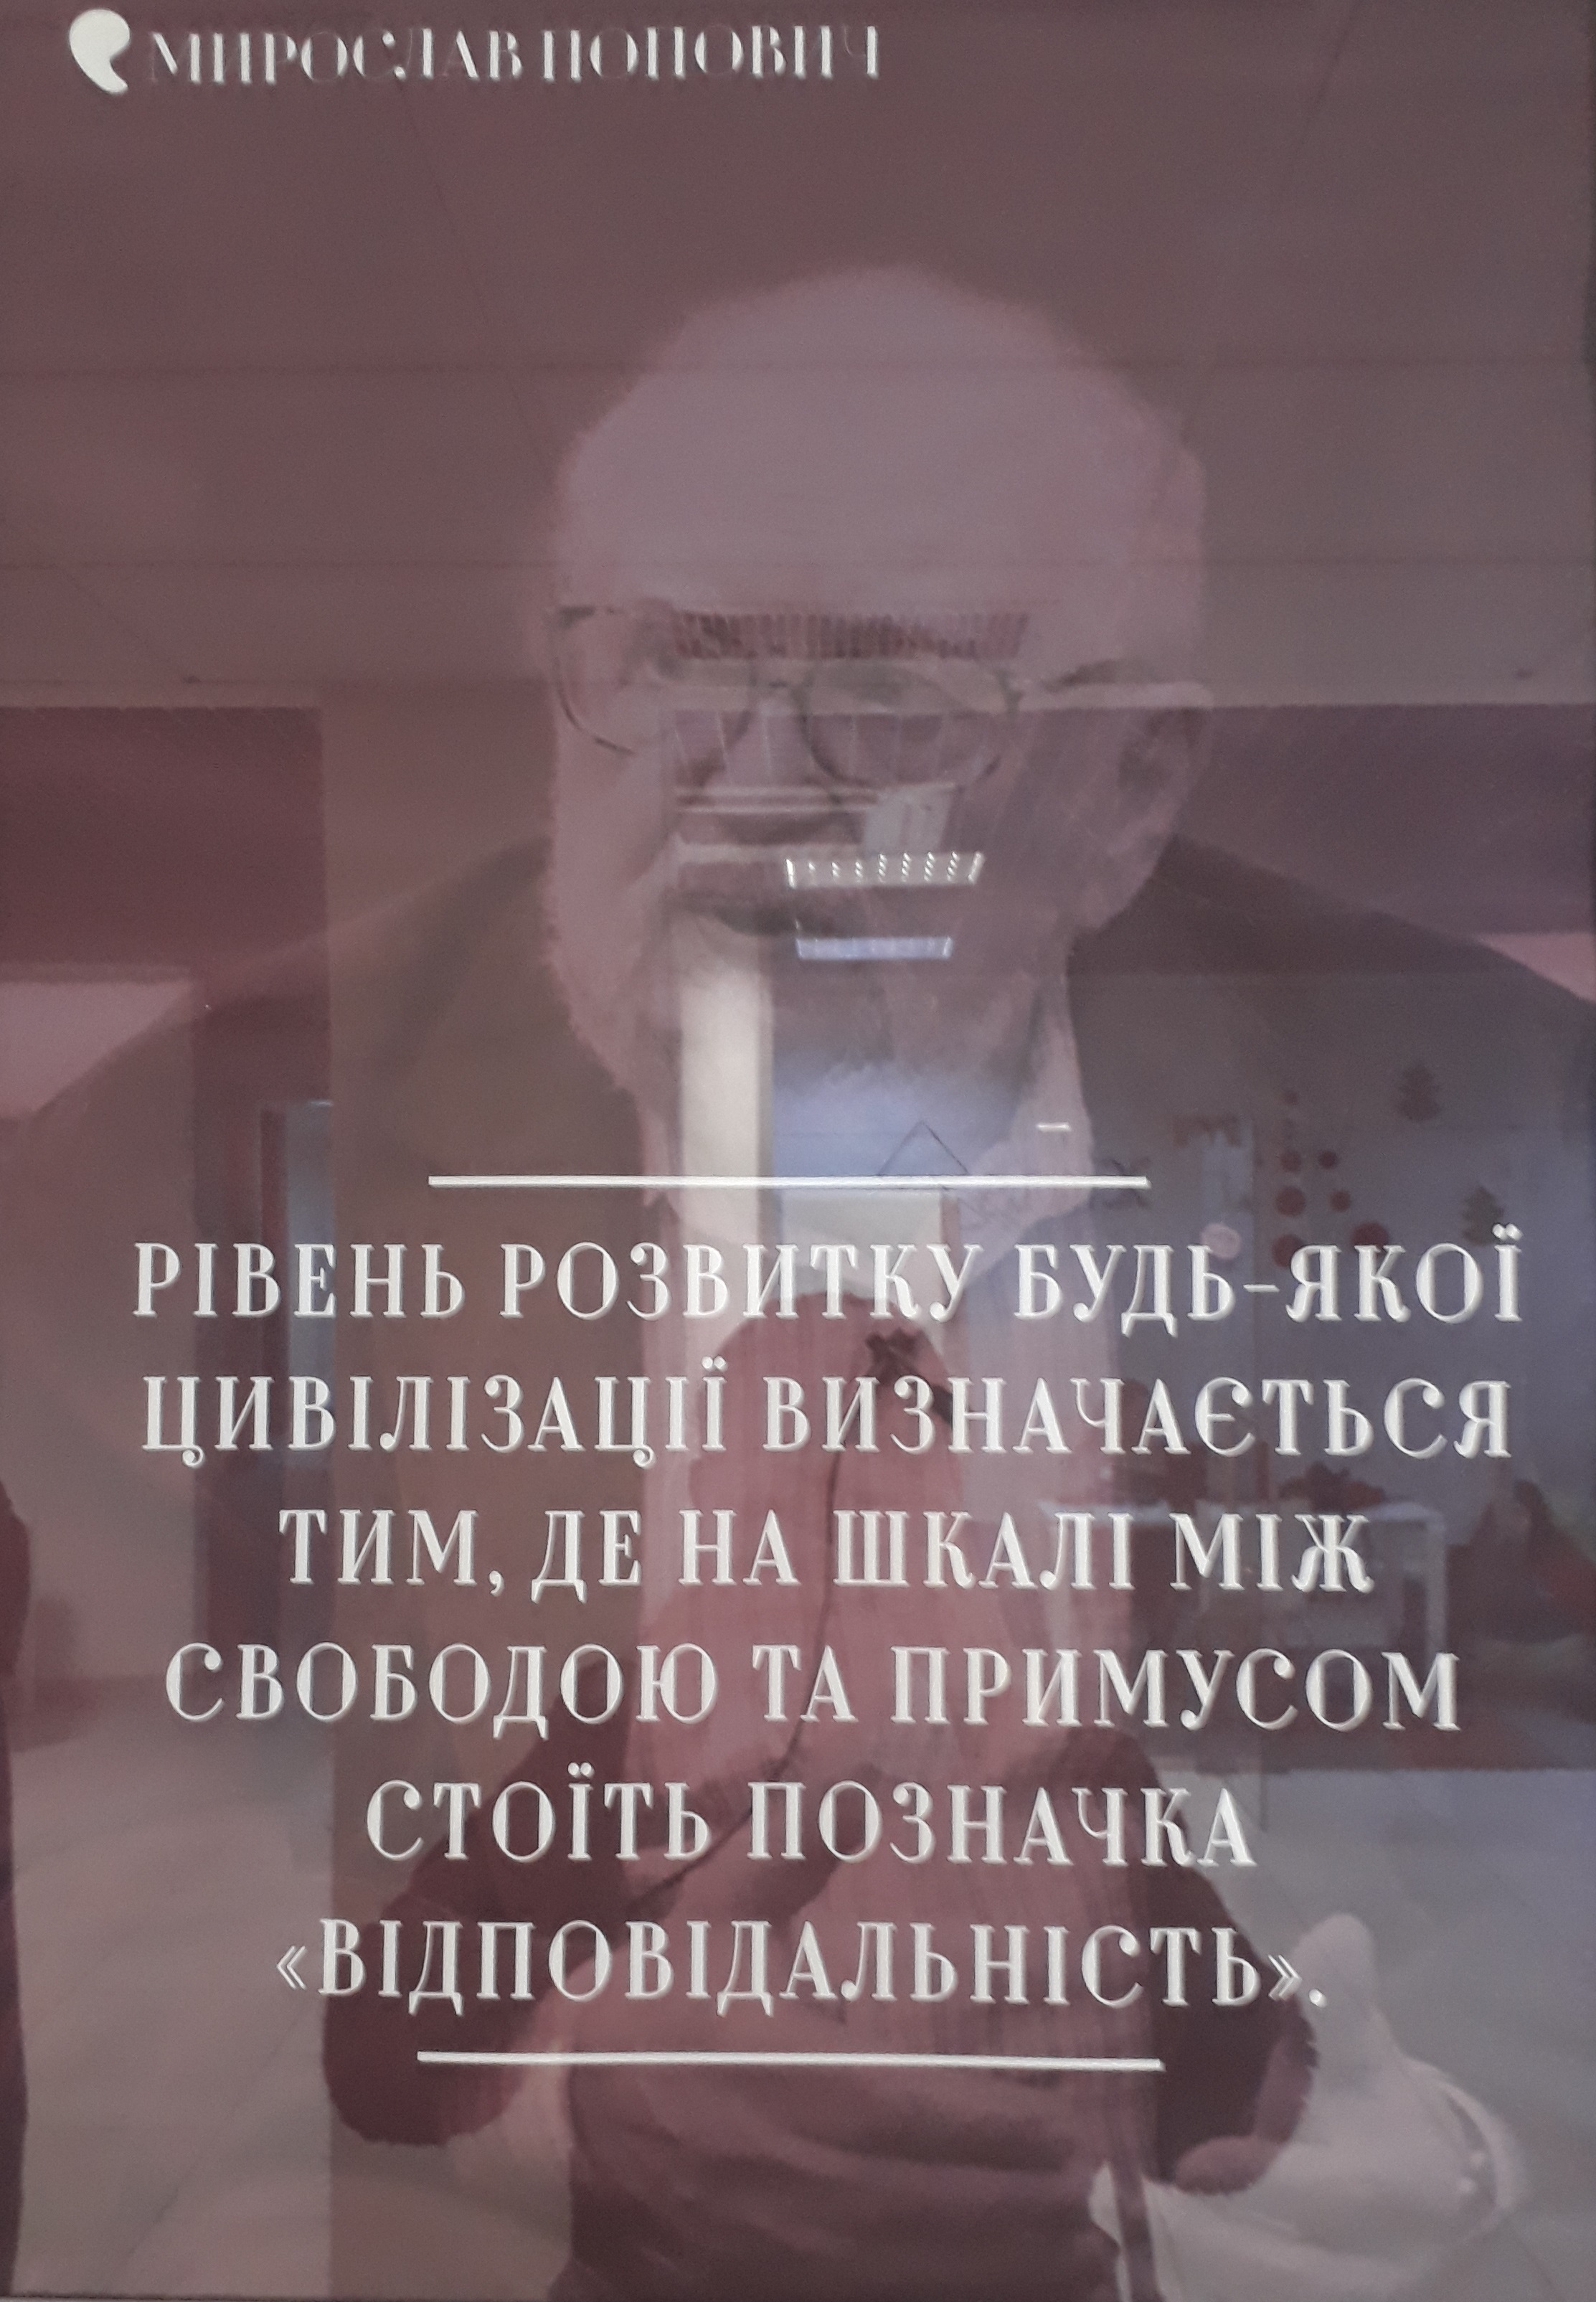 МИРОСЛАВ ПОПОВИЧ
РІВЕНЬ РОЗВИТКУ БУДЬ-ЯКОЇ
ЦИВІЛІЗАЦІЇ ВИЗНАЧАЄТЬСЯ
ТИМ, ДЕ НА ШКАЛІ МІЖ
СВОБОДОЮ ТА ПРИМУСОМ
СТОЇТЬ ПОЗНАЧКА
«ВІДПОВІДАЛЬНІСТЬ».